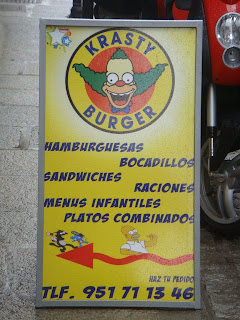 KRASTY
BURGER
HAMBURGUESAS
BOCADILLOS
SANDWICHES
RACIONES
MENUS INFANTILES
PLATOS COMBINADOS
HAZ TU PEDIDO
TLF. 951 71 13 46